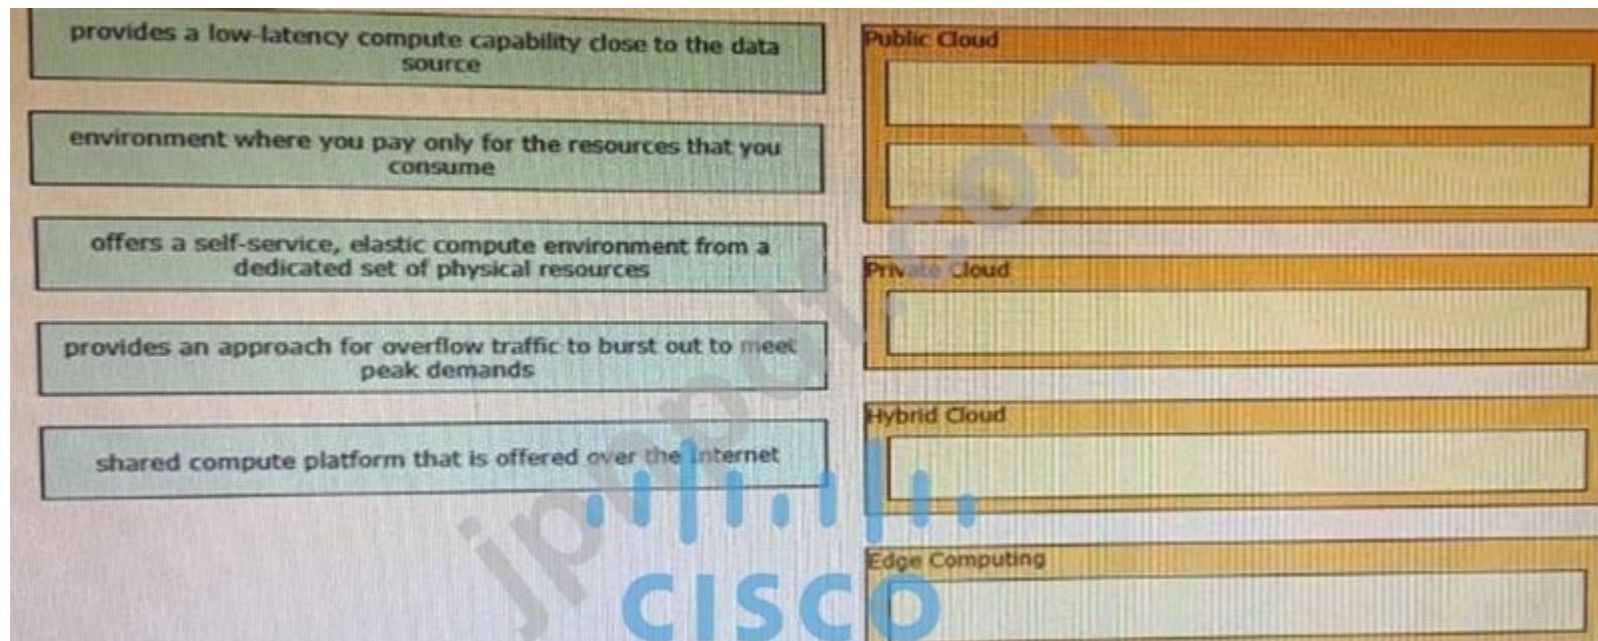 provides a low-latency compute capability close to the data
source
environment where you pay only for the resources that you
consume
offers a self-service, elastic compute environment from a
dedicated set of physical resources
provides an approach for overflow traffic to burst out to meet
peak demands
shared compute platform that is offered over the internet
Public Cloud
Private Cloud
Hybrid Cloud
Edge Computing
jpnpdf.com
CISCO